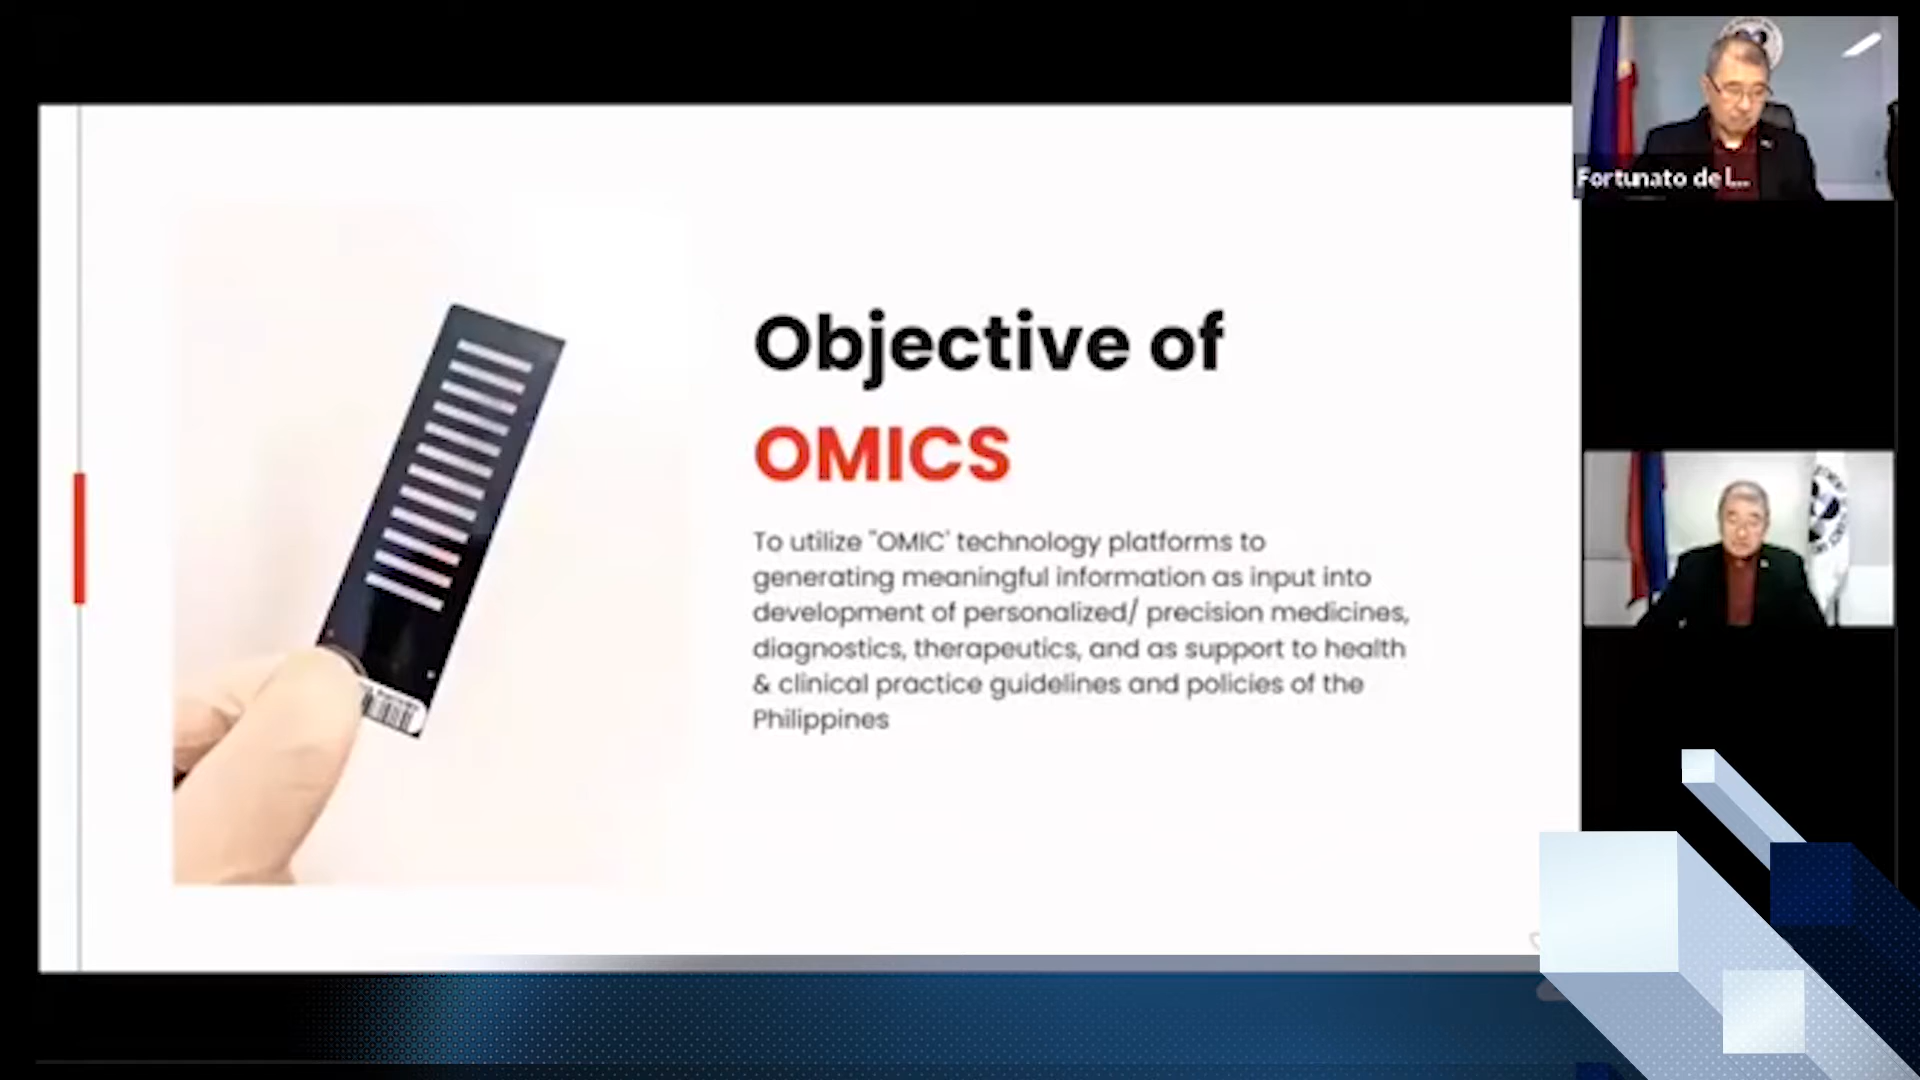 Fortunato de l...
Objective of
OMICS
To utilize "OMIC' technology platforms to
generating meaningful information as input into
development of personalized/ precision medicines,
diagnostics, therapeutics, and as support to health
& clinical practice guidelines and policies of the
Philippines